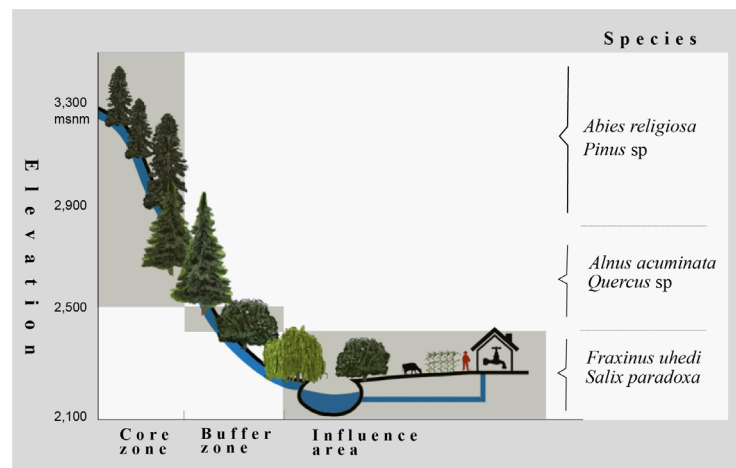 Species
3,300
msnm
Abies religiosa
Pinus sp
Elevation
2,900
Alnus acuminata
Quercus sp
2,500
Fraxinus uhedi
Salix paradoxa
2,100
Core
zone
Buffer
zone
Influence
area